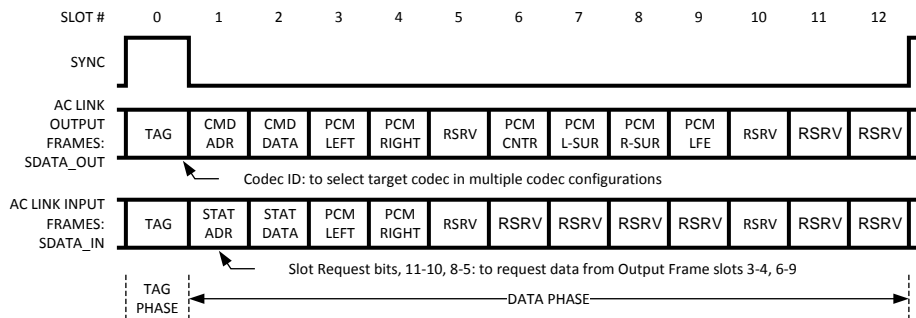 SLOT # 0 1 2 3 4 5 6 7 8 9 10 11 12
SYNC
AC LINK
OUTPUT
FRAMES:
SDATA_OUT
TAG
CMD
ADR
CMD
DATA
PCM
LEFT
PCM
RIGHT
RSRV
PCM
CNTR
PCM
L-SUR
PCM
R-SUR
PCM
LFE
RSRV
RSRV
RSRV
Codec ID: to select target codec in multiple codec configurations
AC LINK INPUT
FRAMES:
SDATA_IN
TAG
STAT
ADR
STAT
DATA
PCM
LEFT
PCM
RIGHT
RSRV
RSRV
RSRV
RSRV
RSRV
RSRV
RSRV
RSRV
Slot Request bits, 11-10, 8-5: to request data from Output Frame slots 3-4, 6-9
TAG
PHASE
DATA PHASE